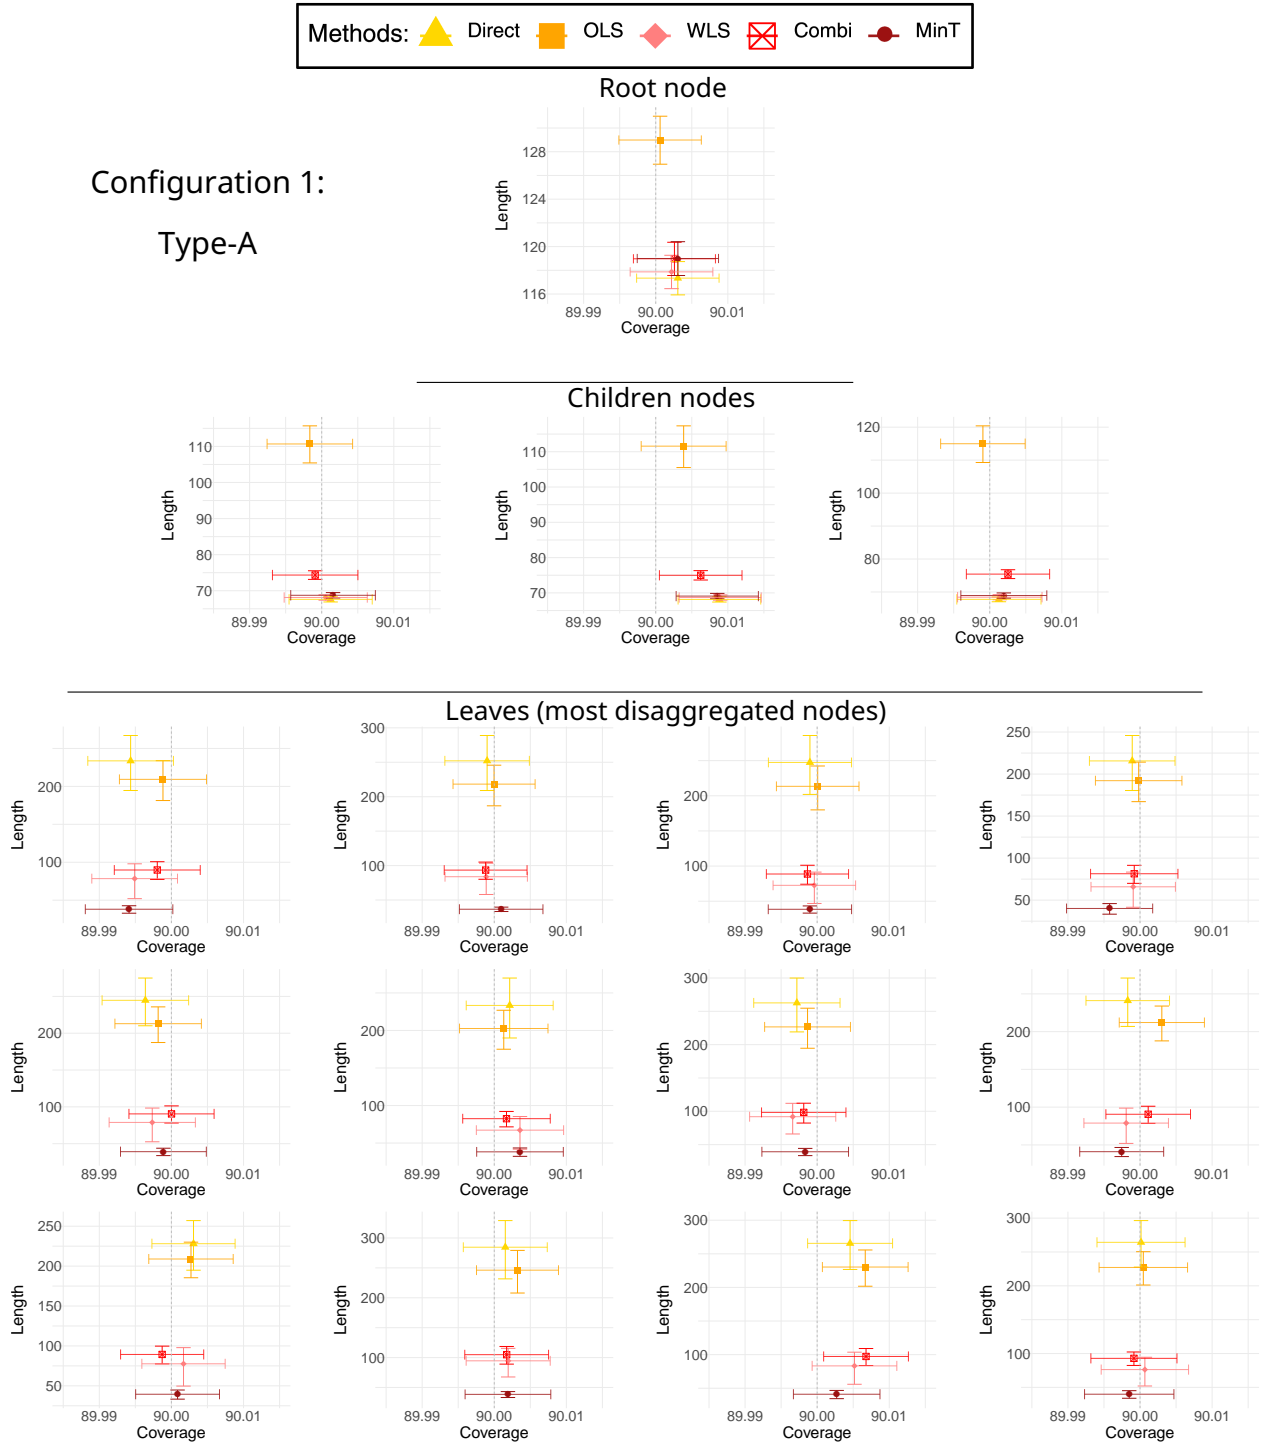 Methods: Direct OLS WLS Combi MinT
Root node
Configuration 1:
Type-A
Length
128
124
120
116
89.99 90.00 90.01
Coverage
Children nodes
Length
110
100
90
80
70
89.99 90.00 90.01
Coverage
Length
110
100
90
80
70
89.99 90.00 90.01
Coverage
Length
120
100
80
89.99 90.00 90.01
Coverage
Leaves (most disaggregated nodes)
Length
200
100
89.99 90.00 90.01
Coverage
Length
300
200
100
89.99 90.00 90.01
Coverage
Length
200
100
89.99 90.00 90.01
Coverage
Length
250
200
150
100
50
89.99 90.00 90.01
Coverage
Length
200
100
89.99 90.00 90.01
Coverage
Length
200
100
89.99 90.00 90.01
Coverage
Length
300
200
100
89.99 90.00 90.01
Coverage
Length
200
100
89.99 90.00 90.01
Coverage
Length
250
200
150
100
50
89.99 90.00 90.01
Coverage
Length
300
200
100
89.99 90.00 90.01
Coverage
Length
300
200
100
89.99 90.00 90.01
Coverage
Length
300
200
100
89.99 90.00 90.01
Coverage